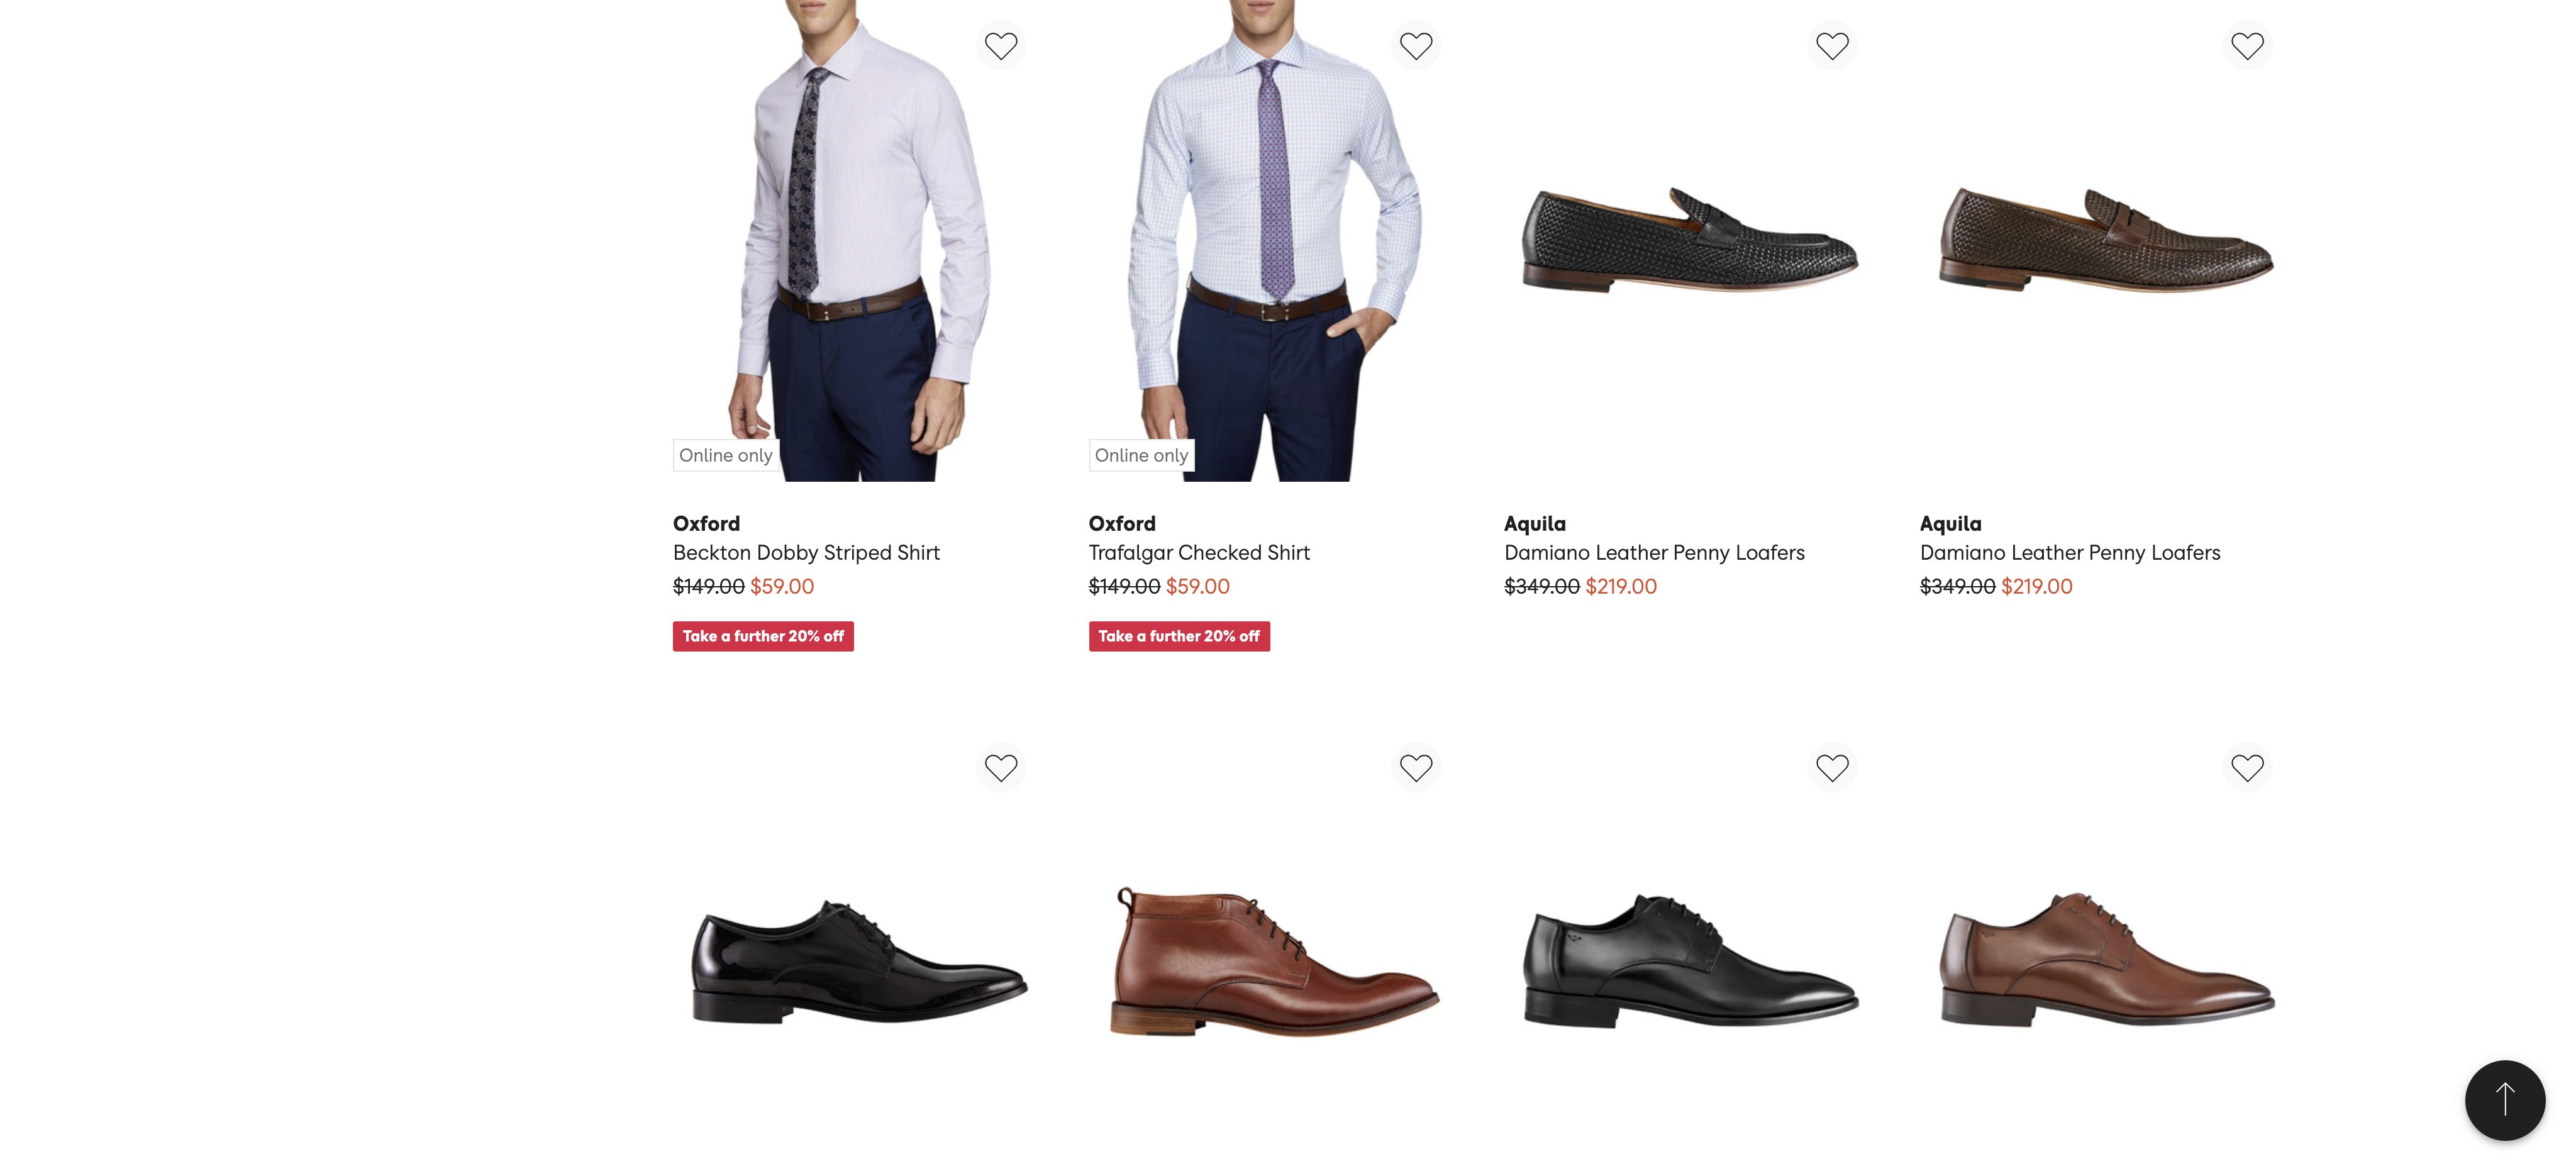 Online only
Oxford
Beckton Dobby Striped Shirt
$149.00 $59.00
Take a further 20% off
Online only
Oxford
Trafalgar Checked Shirt
$149.00 $59.00
Take a further 20% off
Aquila
Damiano Leather Penny Loafers
$349.00 $219.00
Aquila
Damiano Leather Penny Loafers
$349.00 $219.00